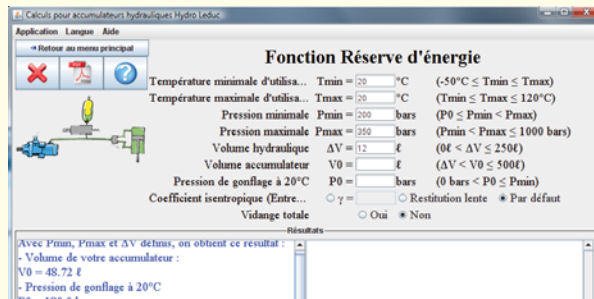 Calculs pour accumulateurs hydrauliques Hydro Leduc
Application Langue Aide
Retour au menu principal
Fonction Réserve d'énergie
Température minimale d'utilisa... Tmin = 20 °C (-50°C ≤ Tmin ≤ Tmax)
Température maximale d'utilisa... Tmax = 20 °C (Tmin ≤ Tmax ≤ 120°C)
Pression minimale Pmin = 200 bars (P0 ≤ Pmin < Pmax)
Pression maximale Pmax = 350 bars (Pmin < Pmax ≤ 1000 bars)
Volume hydraulique ΔV = 12 ℓ (0ℓ < ΔV ≤ 250ℓ)
Volume accumulateur V0 = ℓ (ΔV < V0 ≤ 500ℓ)
Pression de gonflage à 20°C P0 = bars (0 bars < P0 ≤ Pmin)
Coefficient isentropique (Entre... γ = Restitution lente Par défaut
Vidange totale Oui Non
Résultats
Avec Pmin, Pmax et ΔV définis, on obtient ce résultat :
- Volume de votre accumulateur :
V0 = 48.72 ℓ
- Pression de gonflage à 20°C